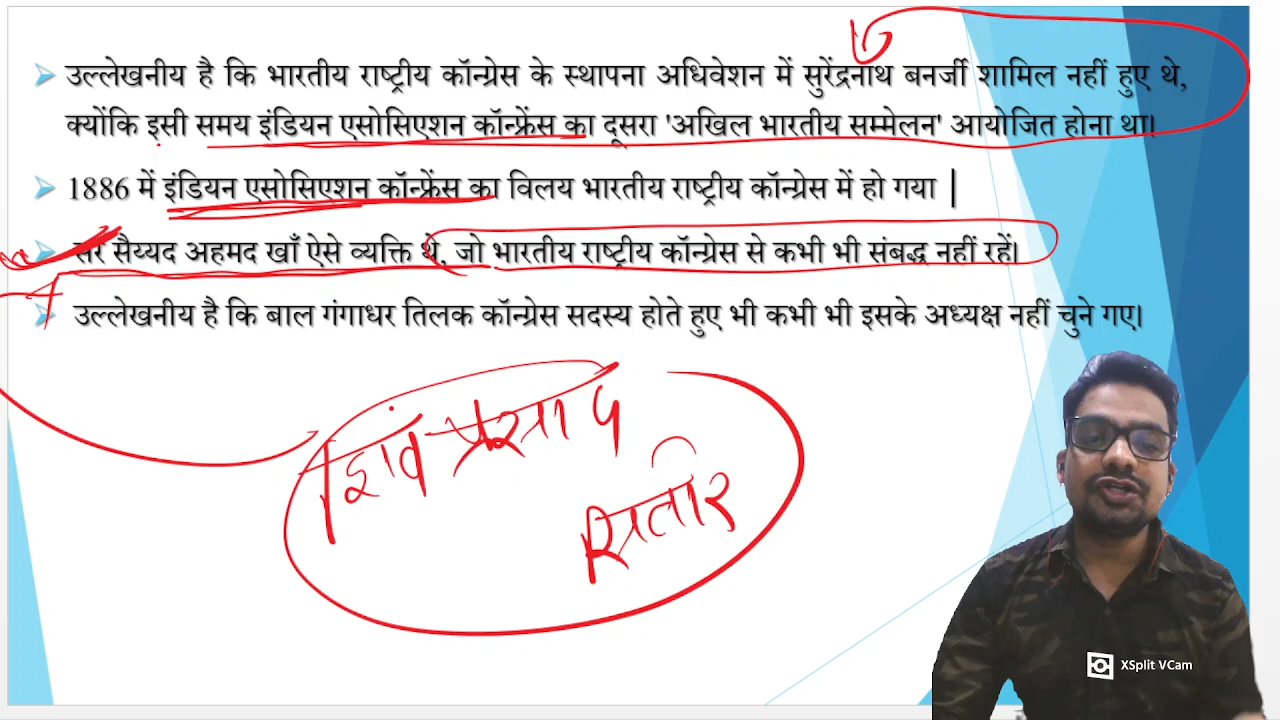 उल्लेखनीय है कि भारतीय राष्ट्रीय कॉन्ग्रेस के स्थापना अधिवेशन में सुरेंद्रनाथ बनर्जी शामिल नहीं हुए थे,
क्योंकि इसी समय इंडियन एसोसिएशन कॉन्फ्रेंस का दूसरा 'अखिल भारतीय सम्मेलन' आयोजित होना था।
1886 में इंडियन एसोसिएशन कॉन्फ्रेंस का विलय भारतीय राष्ट्रीय कॉन्ग्रेस में हो गया |
सर सैय्यद अहमद खाँ ऐसे व्यक्ति थे, जो भारतीय राष्ट्रीय कॉन्ग्रेस से कभी भी संबद्ध नहीं रहें।
उल्लेखनीय है कि बाल गंगाधर तिलक कॉन्ग्रेस सदस्य होते हुए भी कभी भी इसके अध्यक्ष नहीं चुने गए।
शिव प्रसाद
XSplit VCam